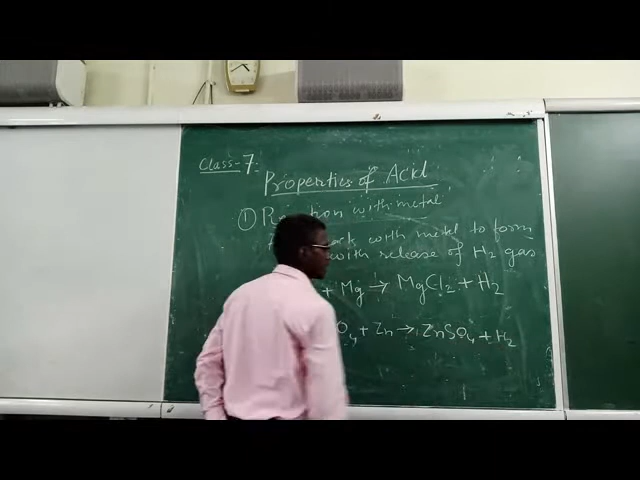 Class-7
Properties of Acid
① R tion with metal
with metal to form
with release of H₂ gas
+ Mg → MgCl₂ + H₂
O₄ + Zn → ZnSO₄ + H₂